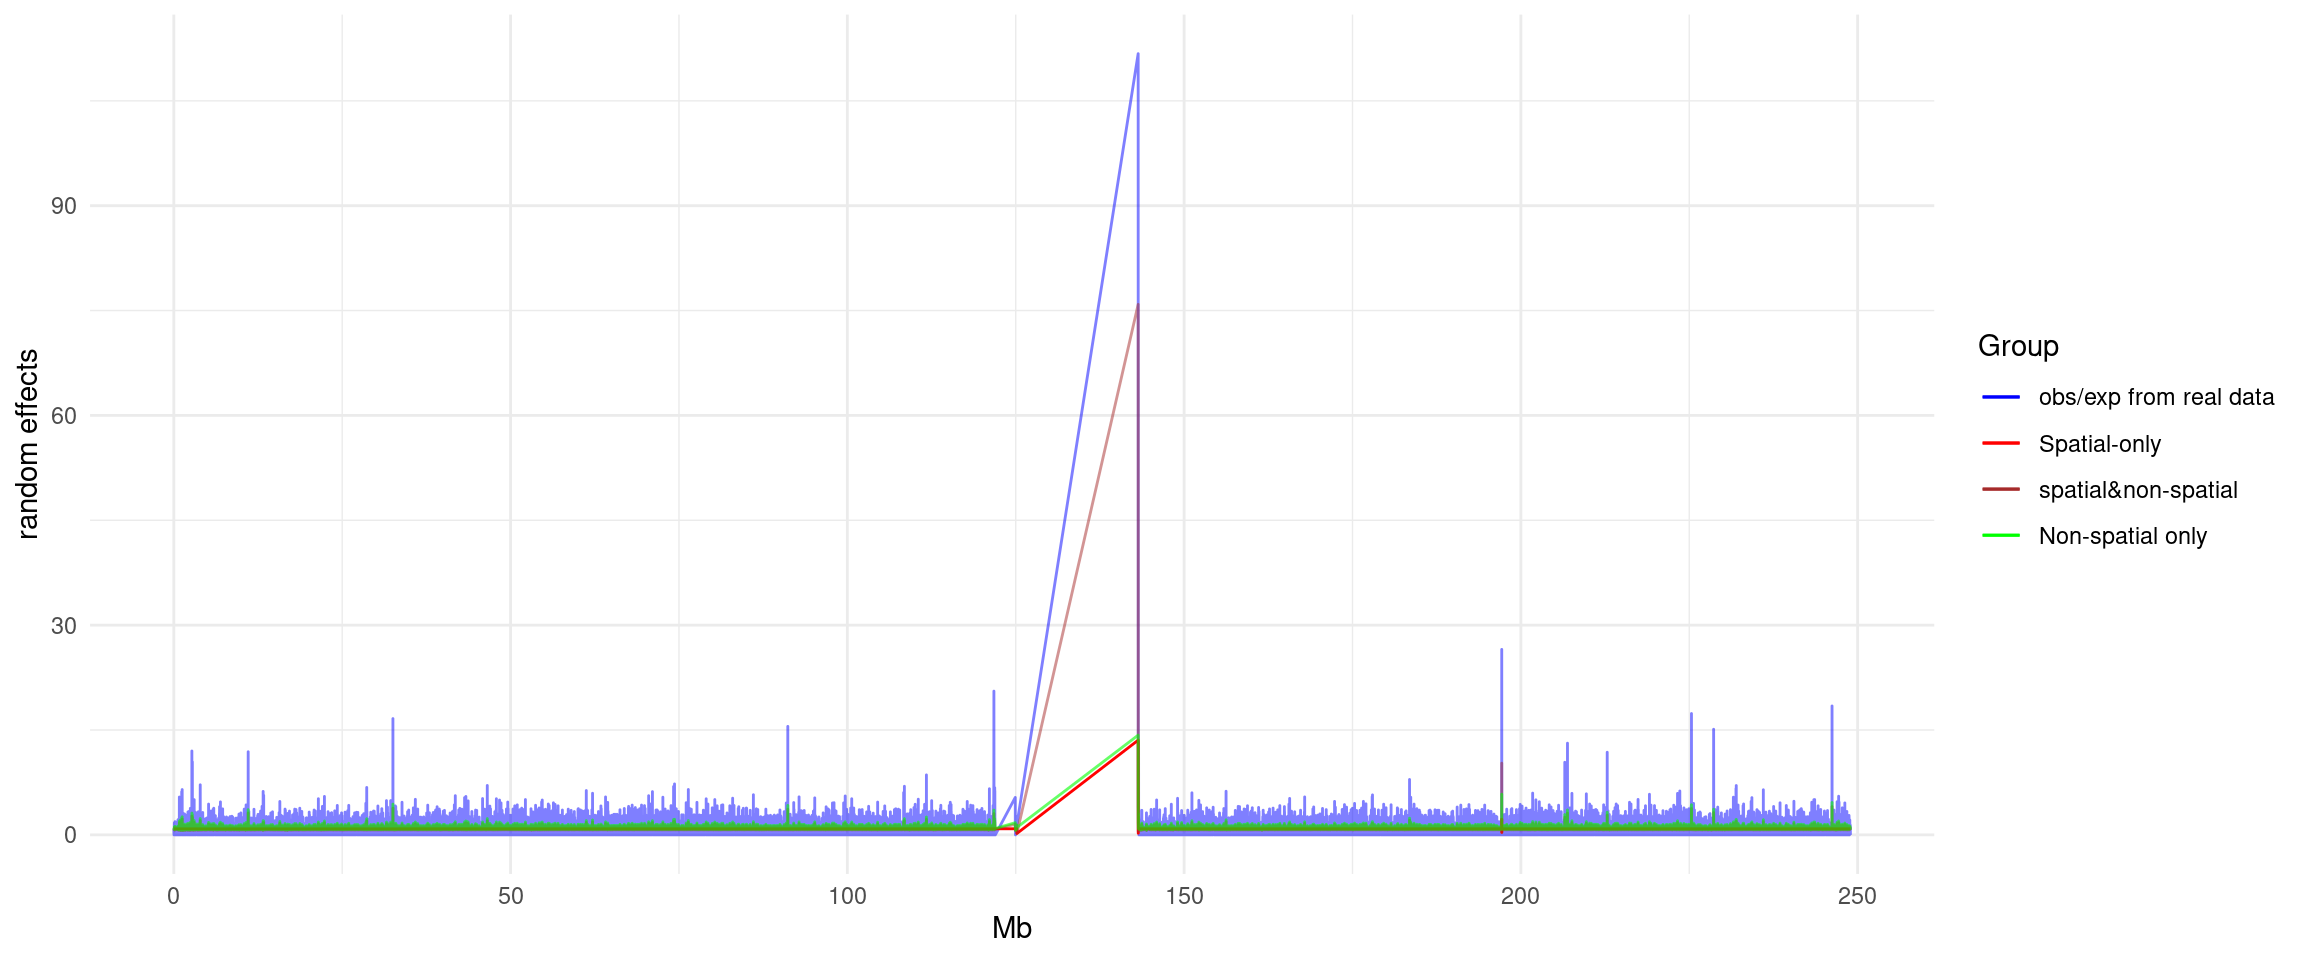 random effects
90
60
30
0
0
50
100
150
200
250
Mb
Group
obs/exp from real data
Spatial-only
spatial&non-spatial
Non-spatial only